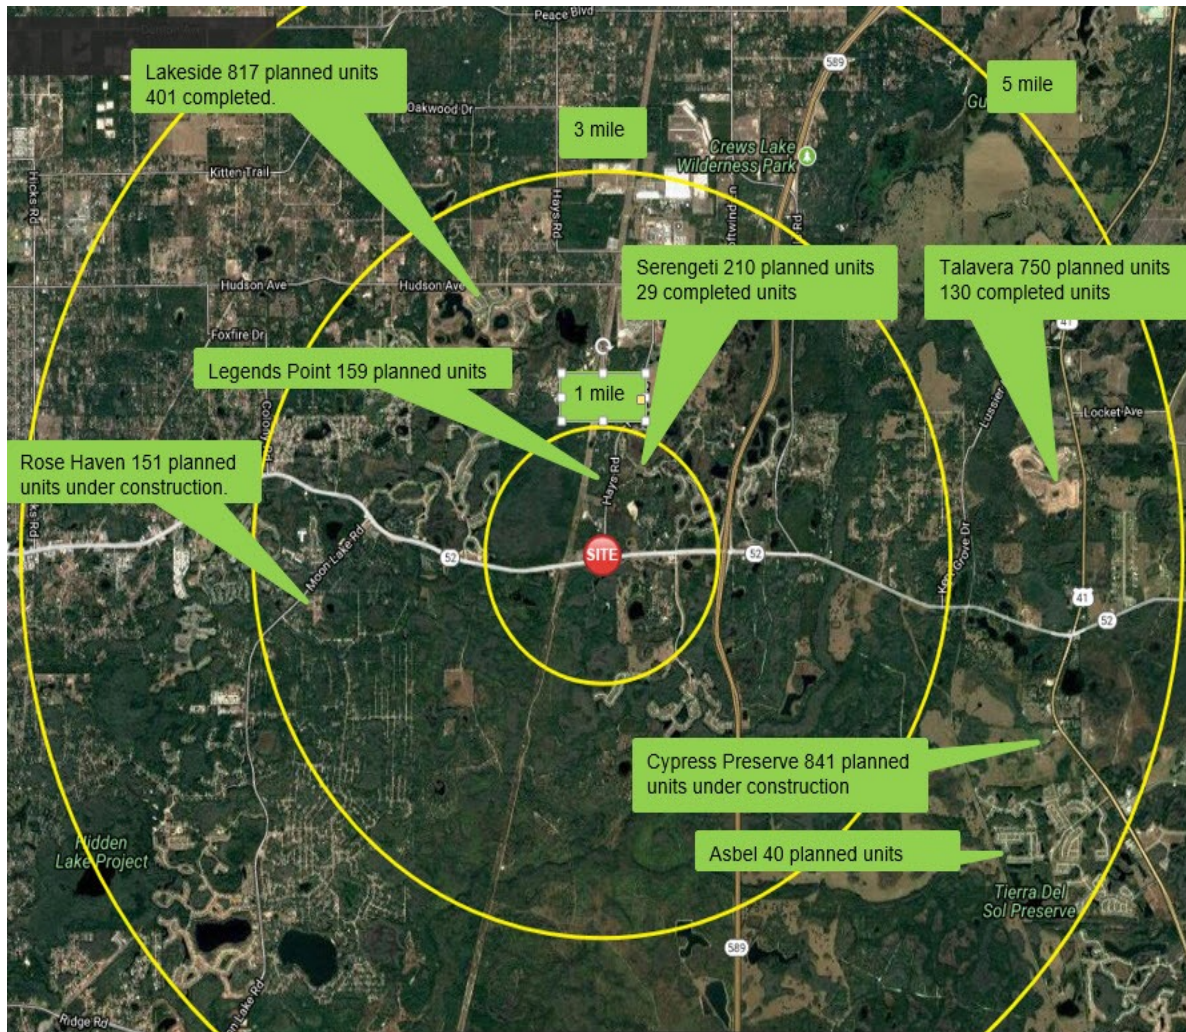 Peace Blvd
589
Lakeside 817 planned units
401 completed.
5 mile
Oakwood Dr
3 mile
Crews Lake
Wilderness Park
Kitten Trail
Hicks Rd
Hays Rd
Rd
Serengeti 210 planned units
29 completed units
Talavera 750 planned units
130 completed units
Hudson Ave
Hudson Ave
41
Foxfire Dr
Legends Point 159 planned units
1 mile
Locket Ave
Rose Haven 151 planned
units under construction.
Hays Rd
Moon Lake Rd
SITE
52
52
41
52
Cypress Preserve 841 planned
units under construction
Hidden
Lake Project
Asbel 40 planned units
Tierra Del
Sol Preserve
589
Ridge Rd